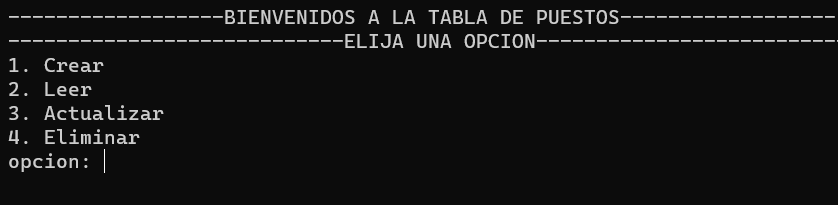 ------------------BIENVENIDOS A LA TABLA DE PUESTOS------------------
----------------------------ELIJA UNA OPCION-------------------------
1. Crear
2. Leer
3. Actualizar
4. Eliminar
opcion: